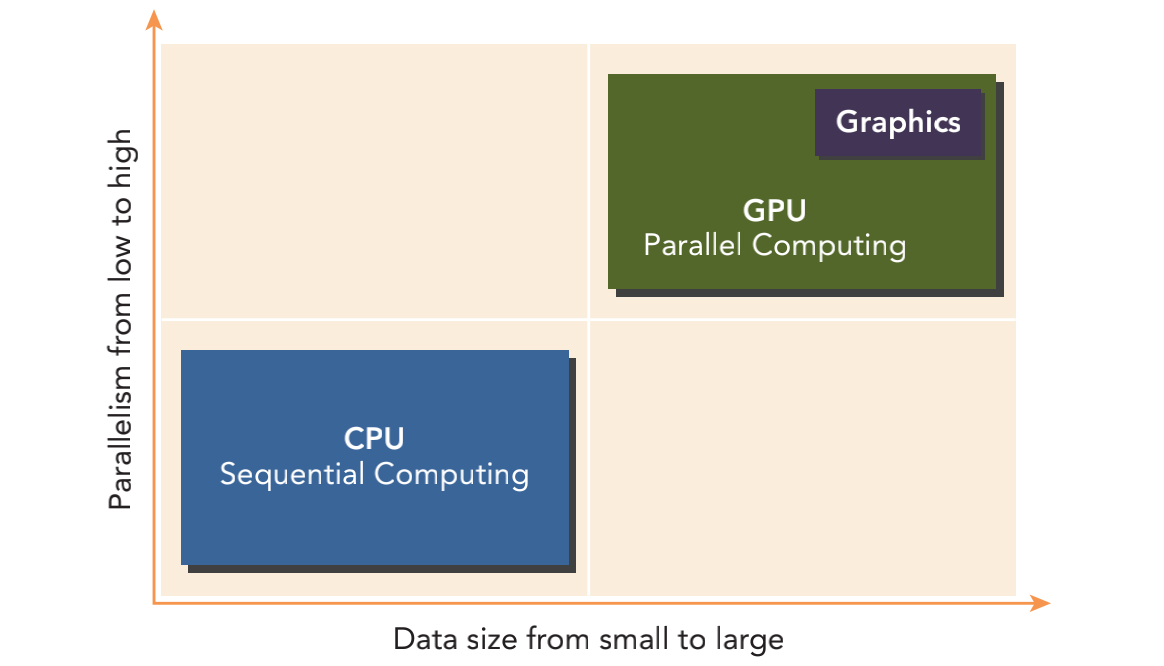 Parallelism from low to high
Graphics
GPU
Parallel Computing
CPU
Sequential Computing
Data size from small to large